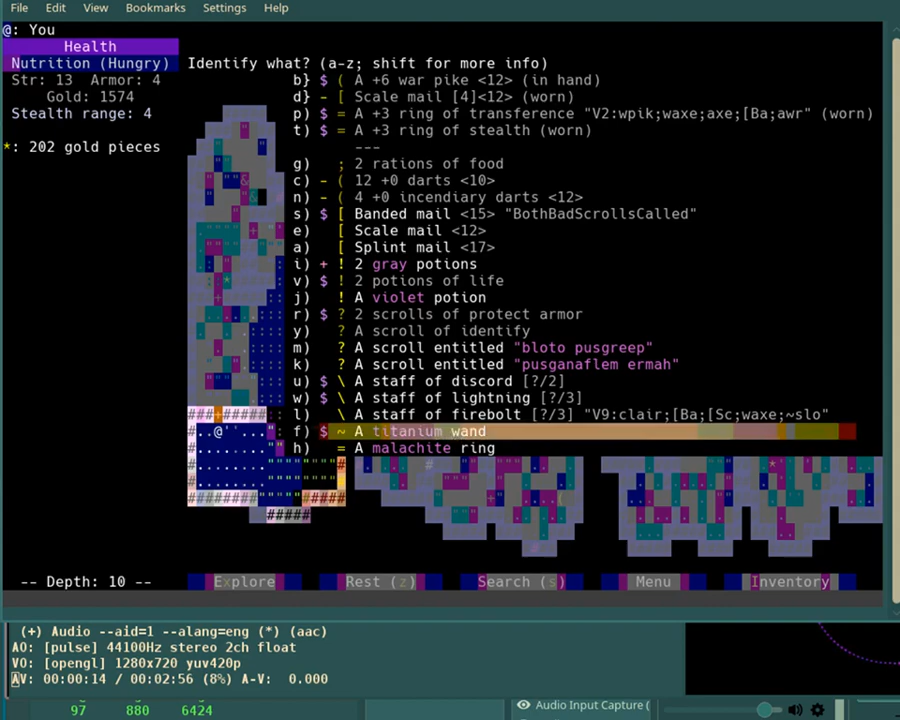 File Edit View Bookmarks Settings Help
@: You
Health
Nutrition (Hungry)
Str: 13 Armor: 4
Gold: 1574
Stealth range: 4
*: 202 gold pieces
Identify what? (a-z; shift for more info)
b} $ ( A +6 war pike <12> (in hand)
d} - [ Scale mail [4]<12> (worn)
p} $ = A +3 ring of transference "V2:wpik;waxe;axe;[Ba;awr" (worn)
t} $ = A +3 ring of stealth (worn)
---
g) ; 2 rations of food
c) - ( 12 +0 darts <10>
n) - ( 4 +0 incendiary darts <12>
s) $ [ Banded mail <15> "BothBadScrollsCalled"
e) [ Scale mail <12>
a) [ Splint mail <17>
i) + ! 2 gray potions
v) $ ! 2 potions of life
j) ! A violet potion
r) $ ? 2 scrolls of protect armor
y) ? A scroll of identify
m) ? A scroll entitled "bloto pusgreep"
k) ? A scroll entitled "pusganaflem ermah"
u) $ \ A staff of discord [?/2]
w) $ \ A staff of lightning [?/3]
l) \ A staff of firebolt [?/3] "V9:clair;[Ba;[Sc;waxe;~slo"
f) $ ~ A titanium wand
h) = A malachite ring
-- Depth: 10 --
Explore Rest (z) Search (s) Menu Inventory
(+) Audio --aid=1 --alang=eng (*) (aac)
AO: [pulse] 44100Hz stereo 2ch float
VO: [opengl] 1280x720 yuv420p
AV: 00:00:14 / 00:02:56 (8%) A-V: 0.000
97 880 6424
Audio Input Capture (